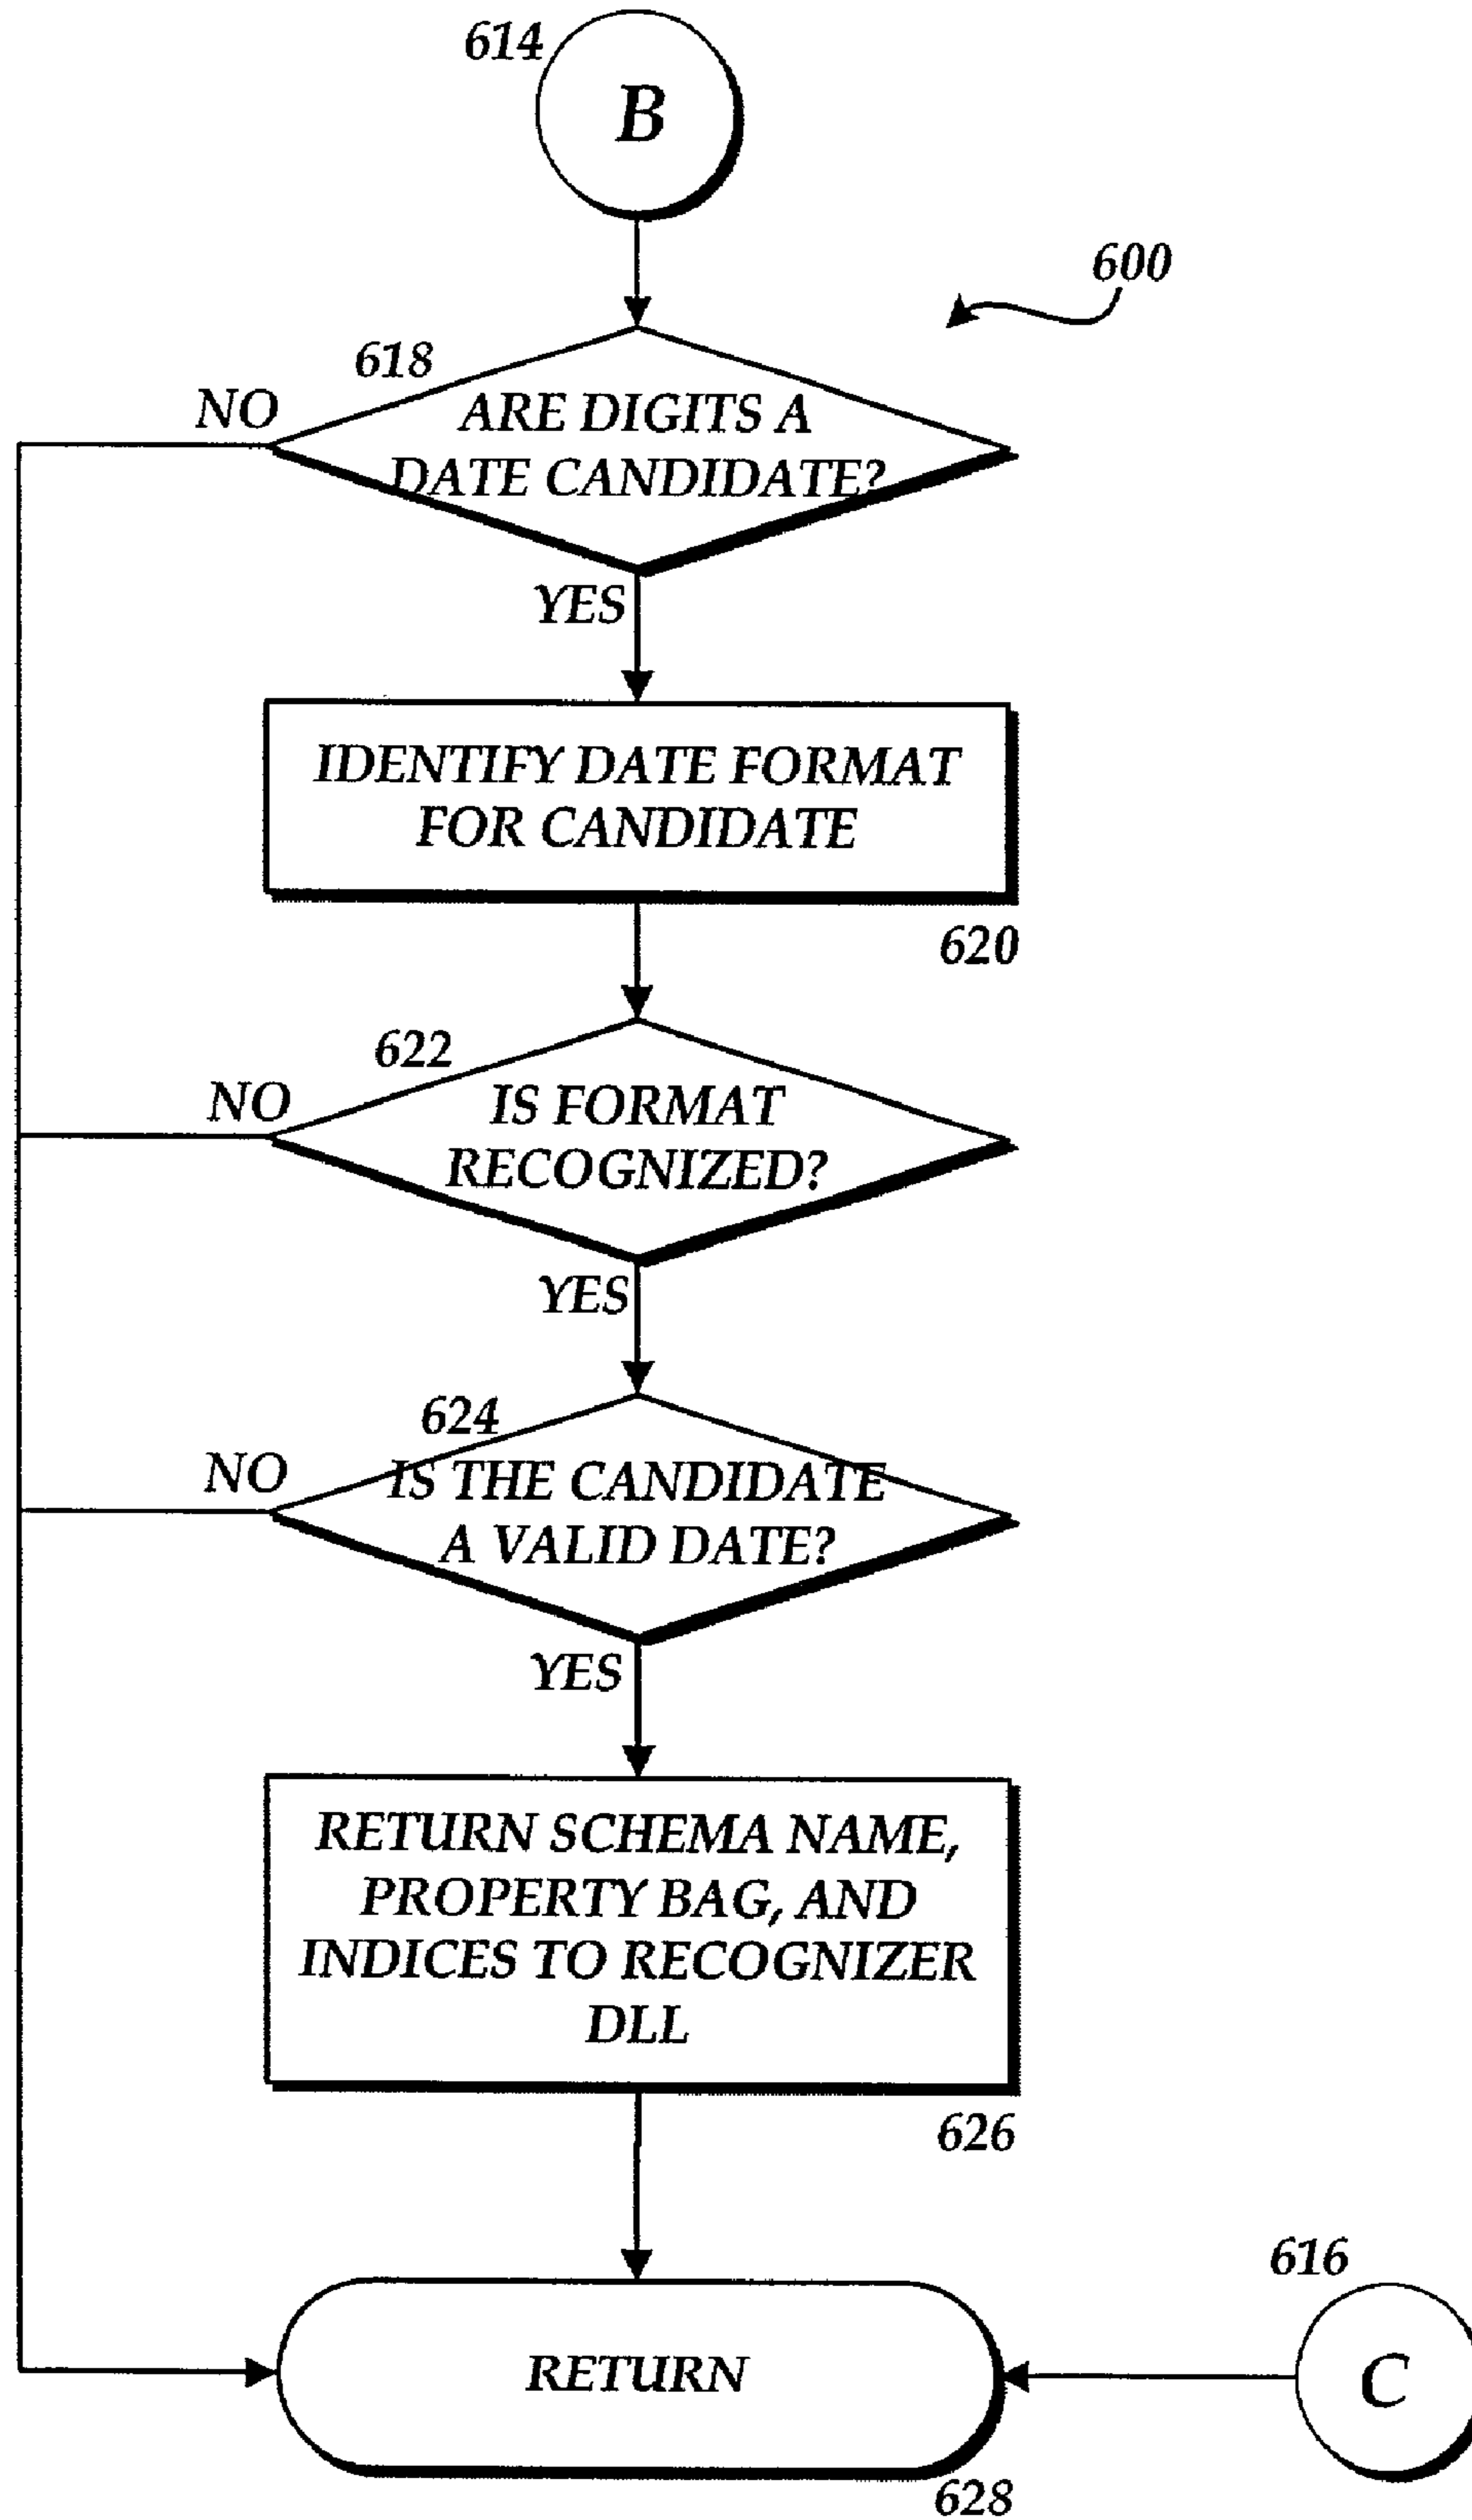 614
B
600
618
NO
ARE DIGITS A
DATE CANDIDATE?
YES
IDENTIFY DATE FORMAT
FOR CANDIDATE
620
622
NO
IS FORMAT
RECOGNIZED?
YES
624
NO
IS THE CANDIDATE
A VALID DATE?
YES
RETURN SCHEMA NAME,
PROPERTY BAG, AND
INDICES TO RECOGNIZER
DLL
626
616
RETURN
C
628